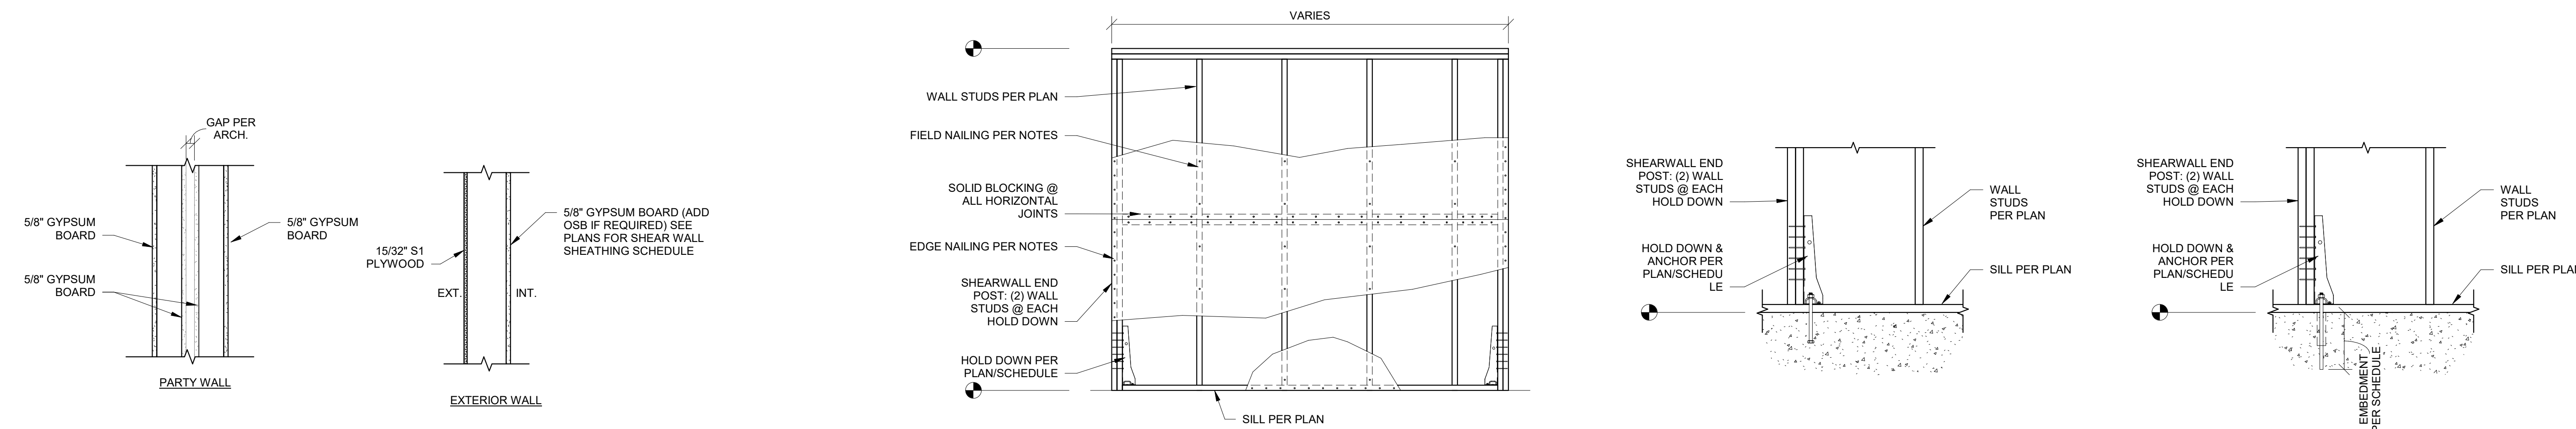 GAP PER
ARCH.
5/8" GYPSUM
BOARD
5/8" GYPSUM
BOARD
5/8" GYPSUM
BOARD
PARTY WALL
15/32" S1
PLYWOOD
5/8" GYPSUM BOARD (ADD
OSB IF REQUIRED) SEE
PLANS FOR SHEAR WALL
SHEATHING SCHEDULE
EXT.
INT.
EXTERIOR WALL
VARIES
WALL STUDS PER PLAN
FIELD NAILING PER NOTES
SOLID BLOCKING @
ALL HORIZONTAL
JOINTS
EDGE NAILING PER NOTES
SHEARWALL END
POST: (2) WALL
STUDS @ EACH
HOLD DOWN
HOLD DOWN PER
PLAN/SCHEDULE
SILL PER PLAN
SHEARWALL END
POST: (2) WALL
STUDS @ EACH
HOLD DOWN
WALL
STUDS
PER PLAN
HOLD DOWN &
ANCHOR PER
PLAN/SCHEDU
LE
SILL PER PLAN
SHEARWALL END
POST: (2) WALL
STUDS @ EACH
HOLD DOWN
WALL
STUDS
PER PLAN
HOLD DOWN &
ANCHOR PER
PLAN/SCHEDU
LE
SILL PER PLAN
EMBEDMENT
PER SCHEDULE